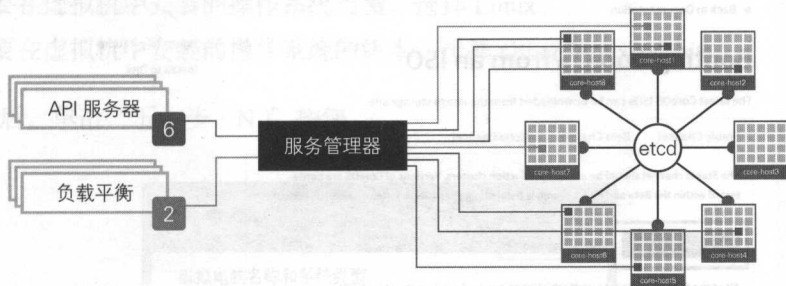 API 服务器
6
服务管理器
负载平衡
2
etcd
core-host1
core-host2
core-host3
core-host4
core-host5
core-host6
core-host7
core-host8